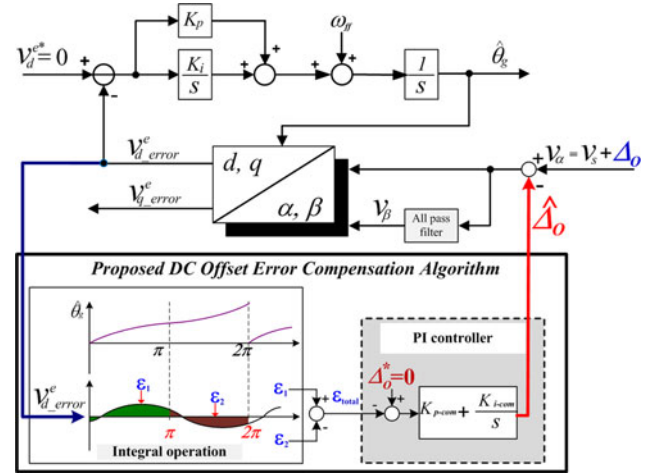 K_p
ω_ff
v_d^e*=0
+
-
K_i
s
+
+
+
+
1
s
θ̂_g
v_d_error^e
d, q
v_α = v_s + Δ_O
+
-
v_q_error^e
α, β
v_β
All pass
filter
Δ̂_O
Proposed DC Offset Error Compensation Algorithm
θ̂_g
π
2π
PI controller
v_d_error^e
ε_1
ε_2
π
2π
Integral operation
ε_1
+
-
ε_2
ε_total
Δ_O^*=0
-
+
K_p-com + K_i-com
s